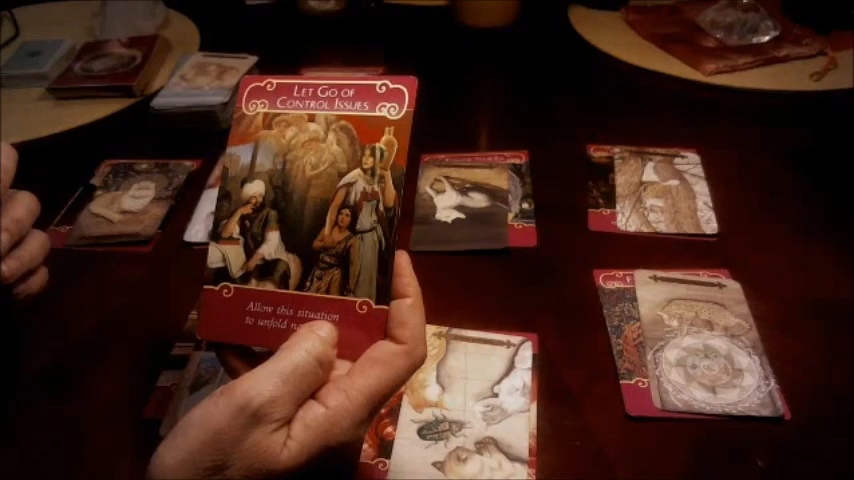 LET GO OF
CONTROL ISSUES
Allow this situation
to unfold